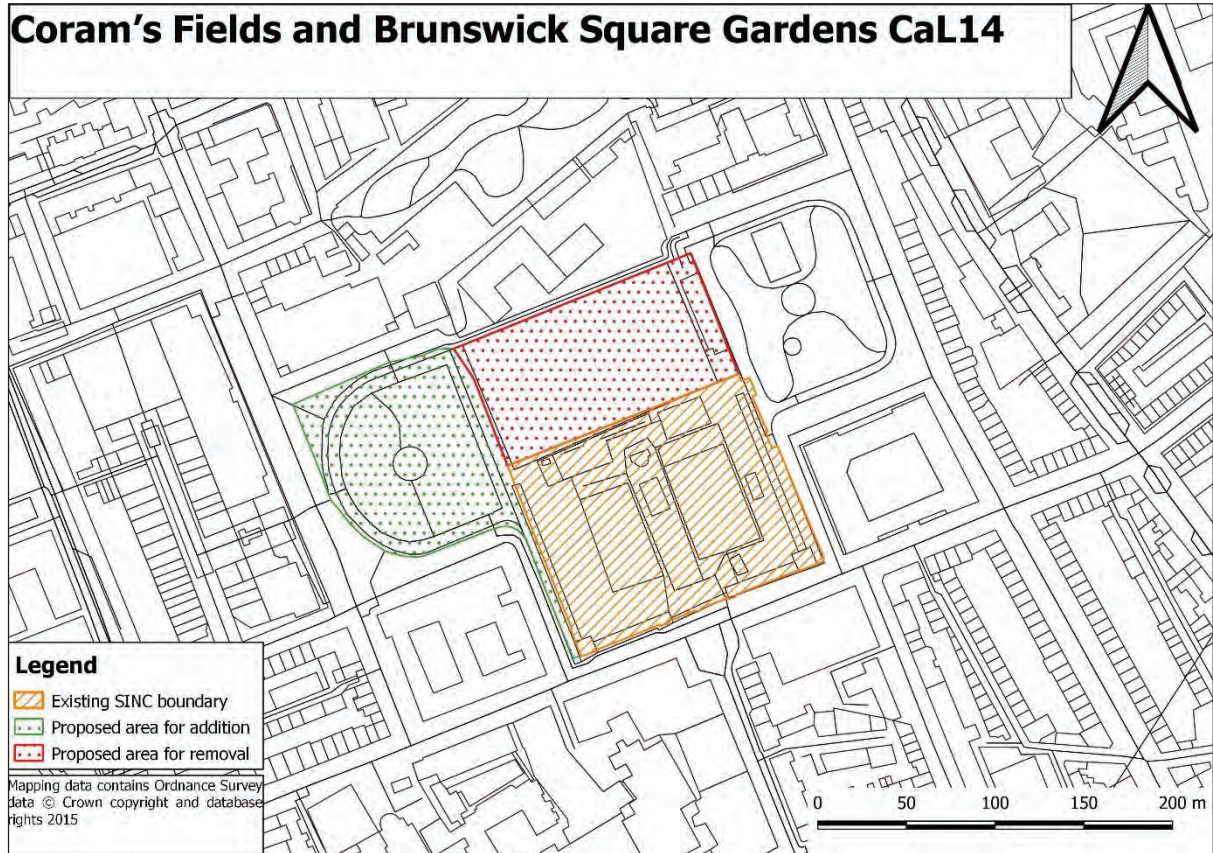 Coram's Fields and Brunswick Square Gardens CaL14
Legend
Existing SINC boundary
Proposed area for addition
Proposed area for removal
Mapping data contains Ordnance Survey
data © Crown copyright and database
rights 2015
0 50 100 150 200 m